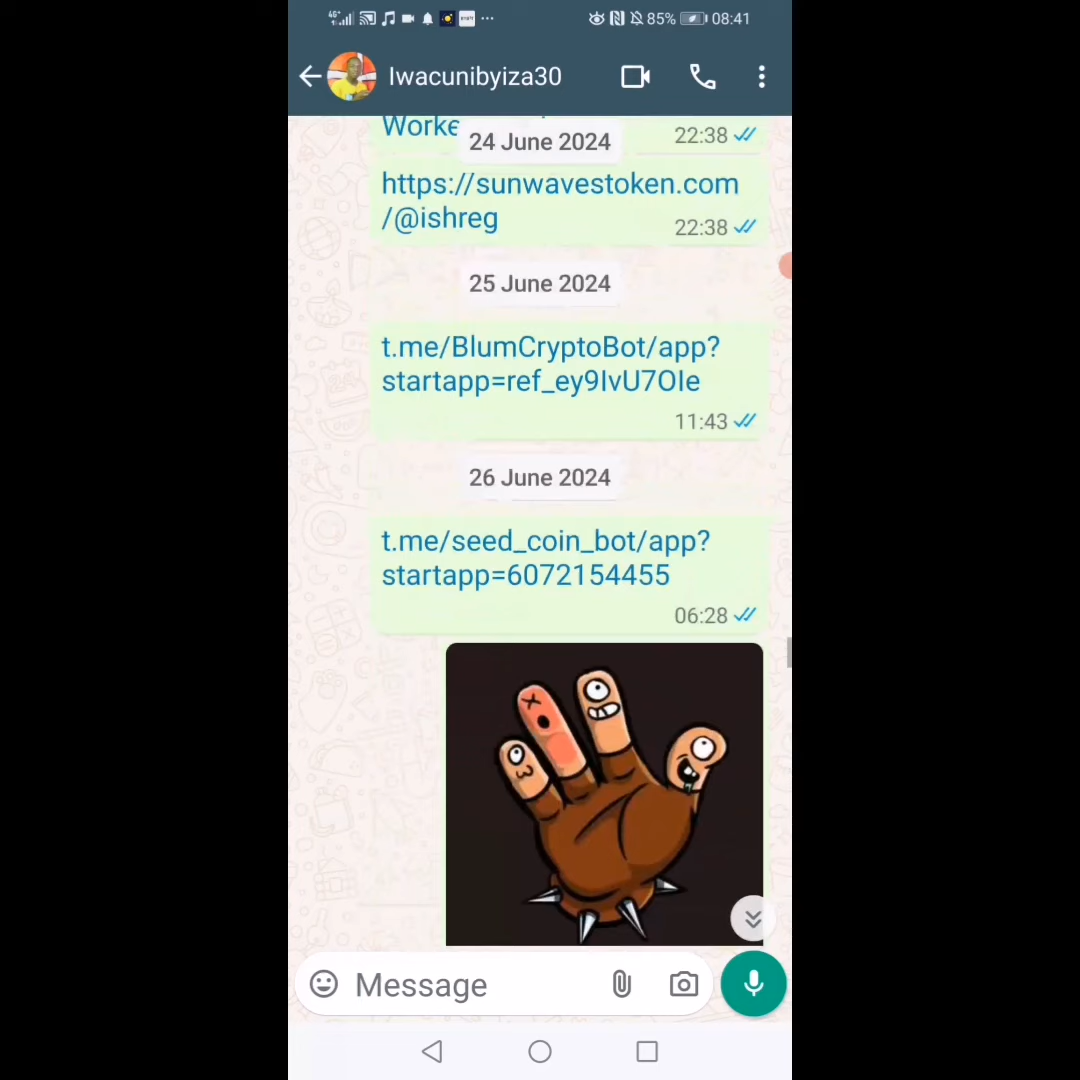 85% 08:41
Iwacunibyiza30
24 June 2024
22:38
https://sunwavestoken.com
/@ishreg
22:38
25 June 2024
t.me/BlumCryptoBot/app?
startapp=ref_ey9IvU7OIe
11:43
26 June 2024
t.me/seed_coin_bot/app?
startapp=6072154455
06:28
Message